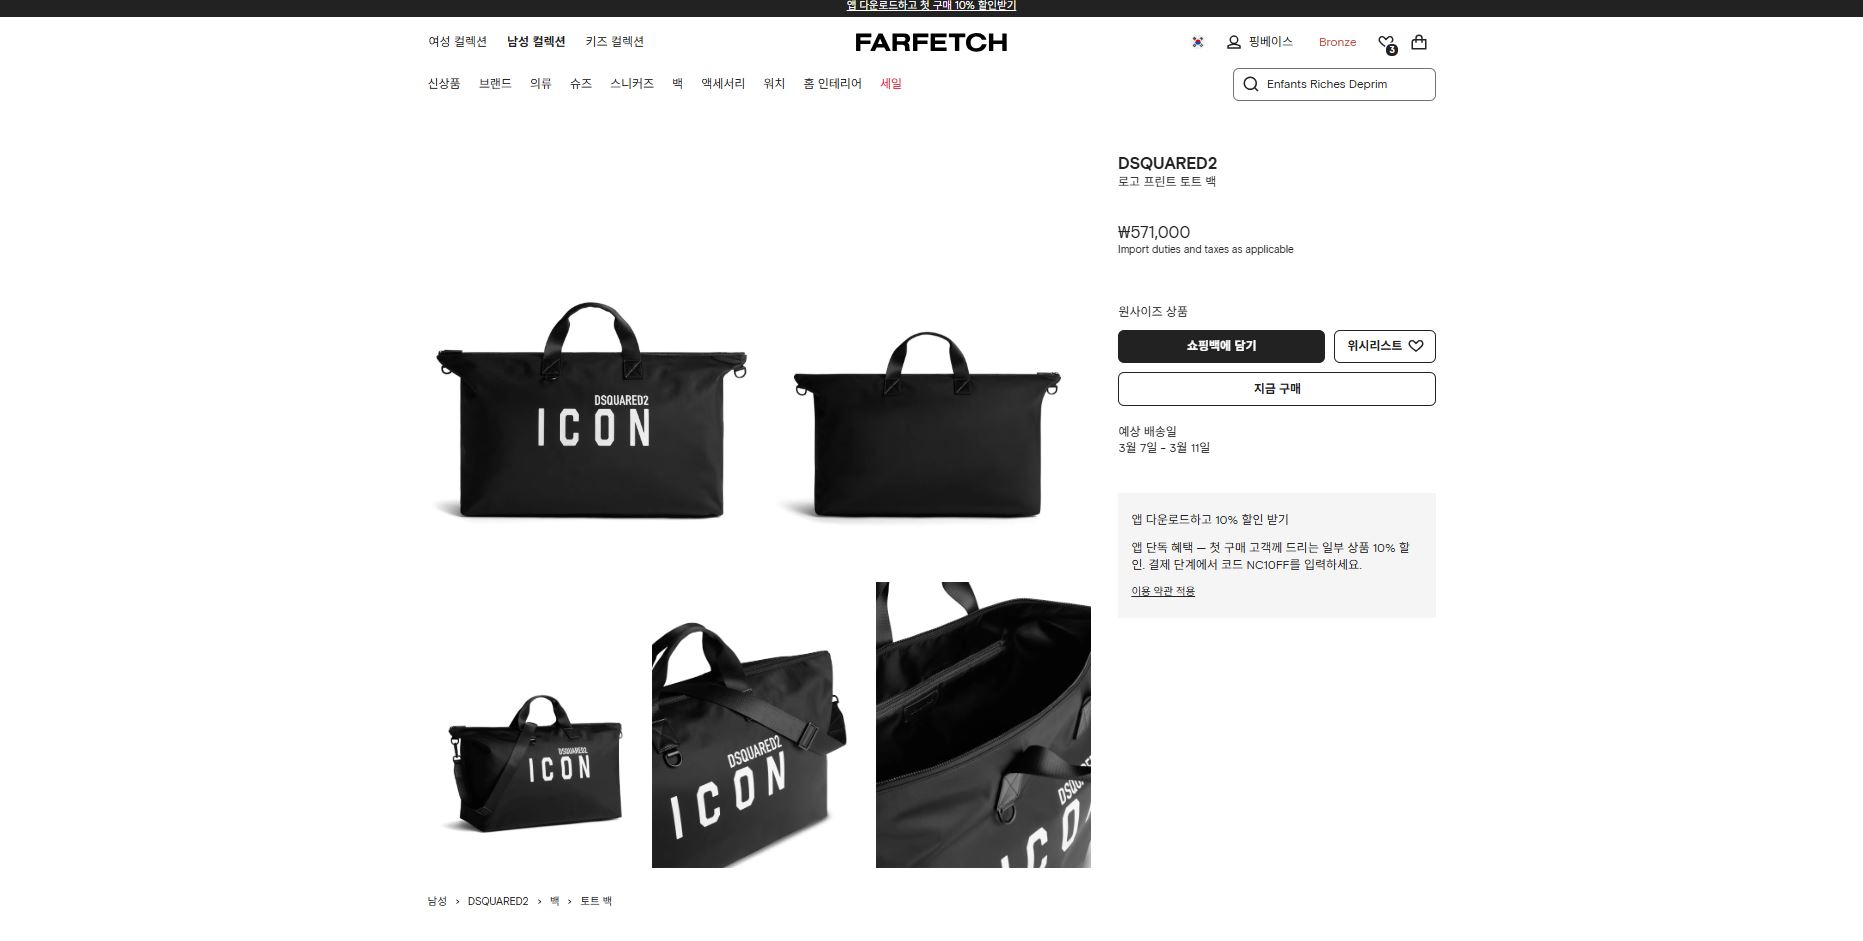 앱 다운로드하고 첫 구매 10% 할인받기
여성 컬렉션 남성 컬렉션 키즈 컬렉션
FARFETCH
핑베이스
Bronze
3
신상품 브랜드 의류 슈즈 스니커즈 백 액세서리 워치 홈 인테리어 세일
Enfants Riches Deprim
DSQUARED2
로고 프린트 토트 백
₩571,000
Import duties and taxes as applicable
원사이즈 상품
쇼핑백에 담기
위시리스트
지금 구매
예상 배송일
3월 7일 - 3월 11일
앱 다운로드하고 10% 할인 받기
앱 단독 혜택 — 첫 구매 고객께 드리는 일부 상품 10% 할
인. 결제 단계에서 코드 NC10FF를 입력하세요.
이용 약관 적용
DSQUARED2
ICON
DSQUARED2
ICON
DSQUARED2
ICON
DSQUARED
ICO
남성 › DSQUARED2 › 백 › 토트 백